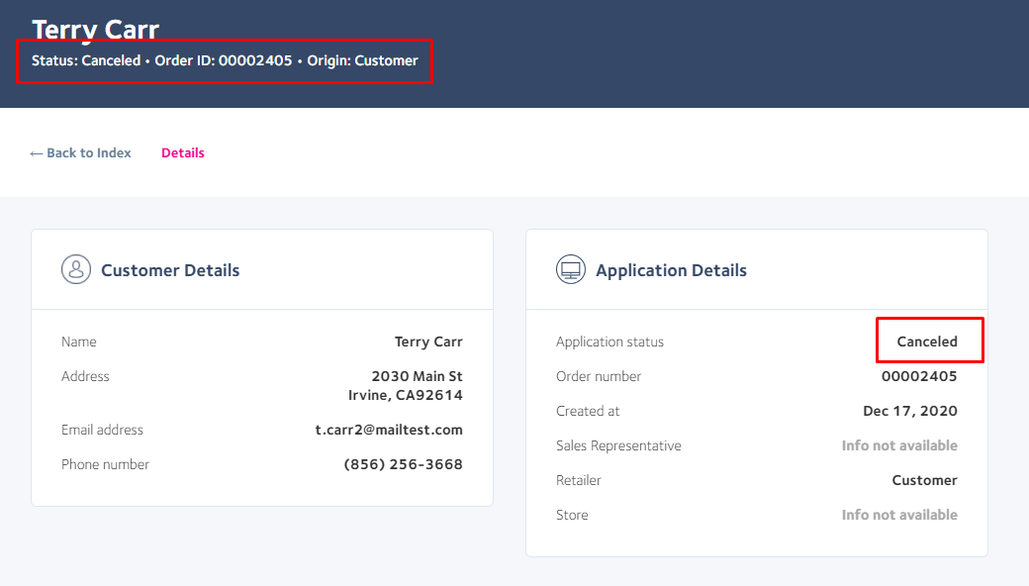 Terry Carr
Status: Canceled • Order ID: 00002405 • Origin: Customer
← Back to Index Details
Customer Details
Name Terry Carr
Address 2030 Main St
Irvine, CA92614
Email address t.carr2@mailtest.com
Phone number (856) 256-3668
Application Details
Application status Canceled
Order number 00002405
Created at Dec 17, 2020
Sales Representative Info not available
Retailer Customer
Store Info not available